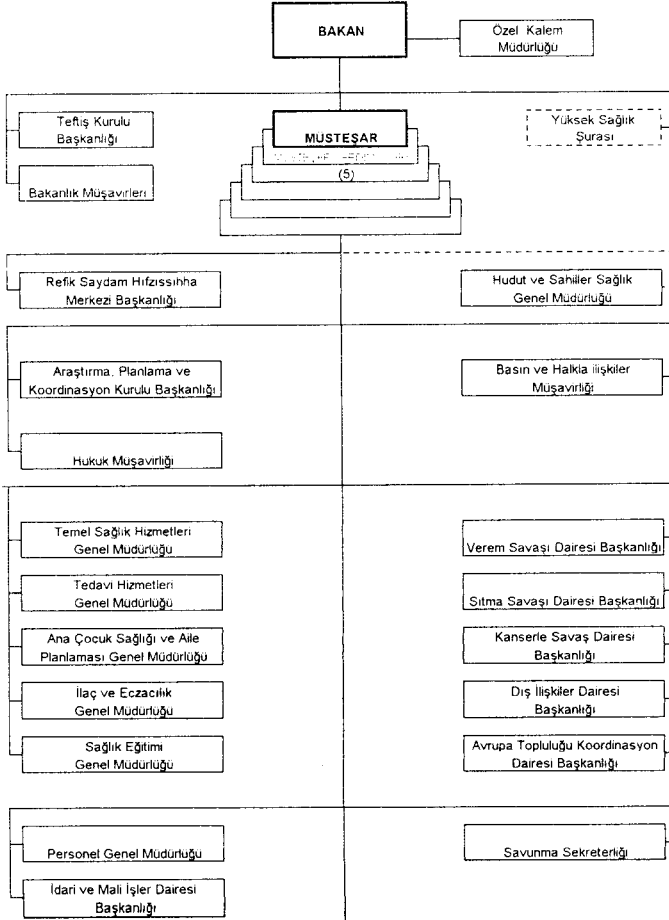 BAKAN
Özel Kalem
Müdürlüğü
Teftiş Kurulu
Başkanlığı
Bakanlık Müşavirleri
MÜSTEŞAR
(5)
Yüksek Sağlık
Şurası
Refik Saydam Hıfzıssıhha
Merkezi Başkanlığı
Hudut ve Sahiller Sağlık
Genel Müdürlüğü
Araştırma, Planlama ve
Koordinasyon Kurulu Başkanlığı
Basın ve Halkla ilişkiler
Müşavirliği
Hukuk Müşavirliği
Temel Sağlık Hizmetleri
Genel Müdürlüğü
Verem Savaşı Dairesi Başkanlığı
Tedavi Hizmetleri
Genel Müdürlüğü
Sıtma Savaşı Dairesi Başkanlığı
Ana Çocuk Sağlığı ve Aile
Planlaması Genel Müdürlüğü
Kanserle Savaş Dairesi
Başkanlığı
İlaç ve Eczacılık
Genel Müdürlüğü
Dış İlişkiler Dairesi
Başkanlığı
Sağlık Eğitimi
Genel Müdürlüğü
Avrupa Topluluğu Koordinasyon
Dairesi Başkanlığı
Personel Genel Müdürlüğü
Savunma Sekreterliği
İdari ve Mali İşler Dairesi
Başkanlığı